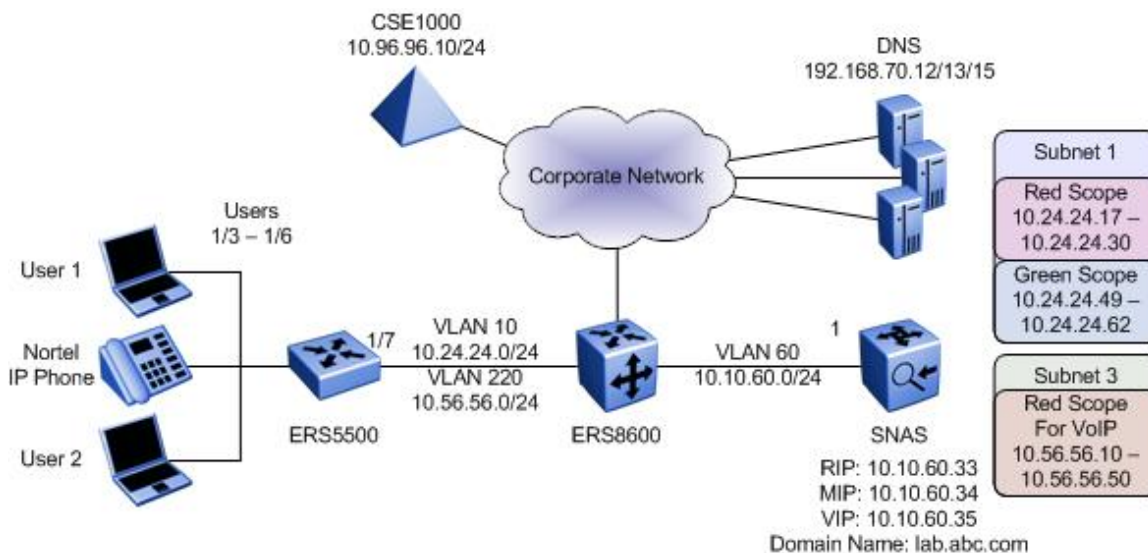 CSE1000
10.96.96.10/24
DNS
192.168.70.12/13/15
Corporate Network
Users
1/3 – 1/6
User 1
Nortel
IP Phone
User 2
1/7
VLAN 10
10.24.24.0/24
VLAN 220
10.56.56.0/24
ERS5500
ERS8600
VLAN 60
10.10.60.0/24
1
SNAS
RIP: 10.10.60.33
MIP: 10.10.60.34
VIP: 10.10.60.35
Domain Name: lab.abc.com
Subnet 1
Red Scope
10.24.24.17 –
10.24.24.30
Green Scope
10.24.24.49 –
10.24.24.62
Subnet 3
Red Scope
For VoIP
10.56.56.10 –
10.56.56.50